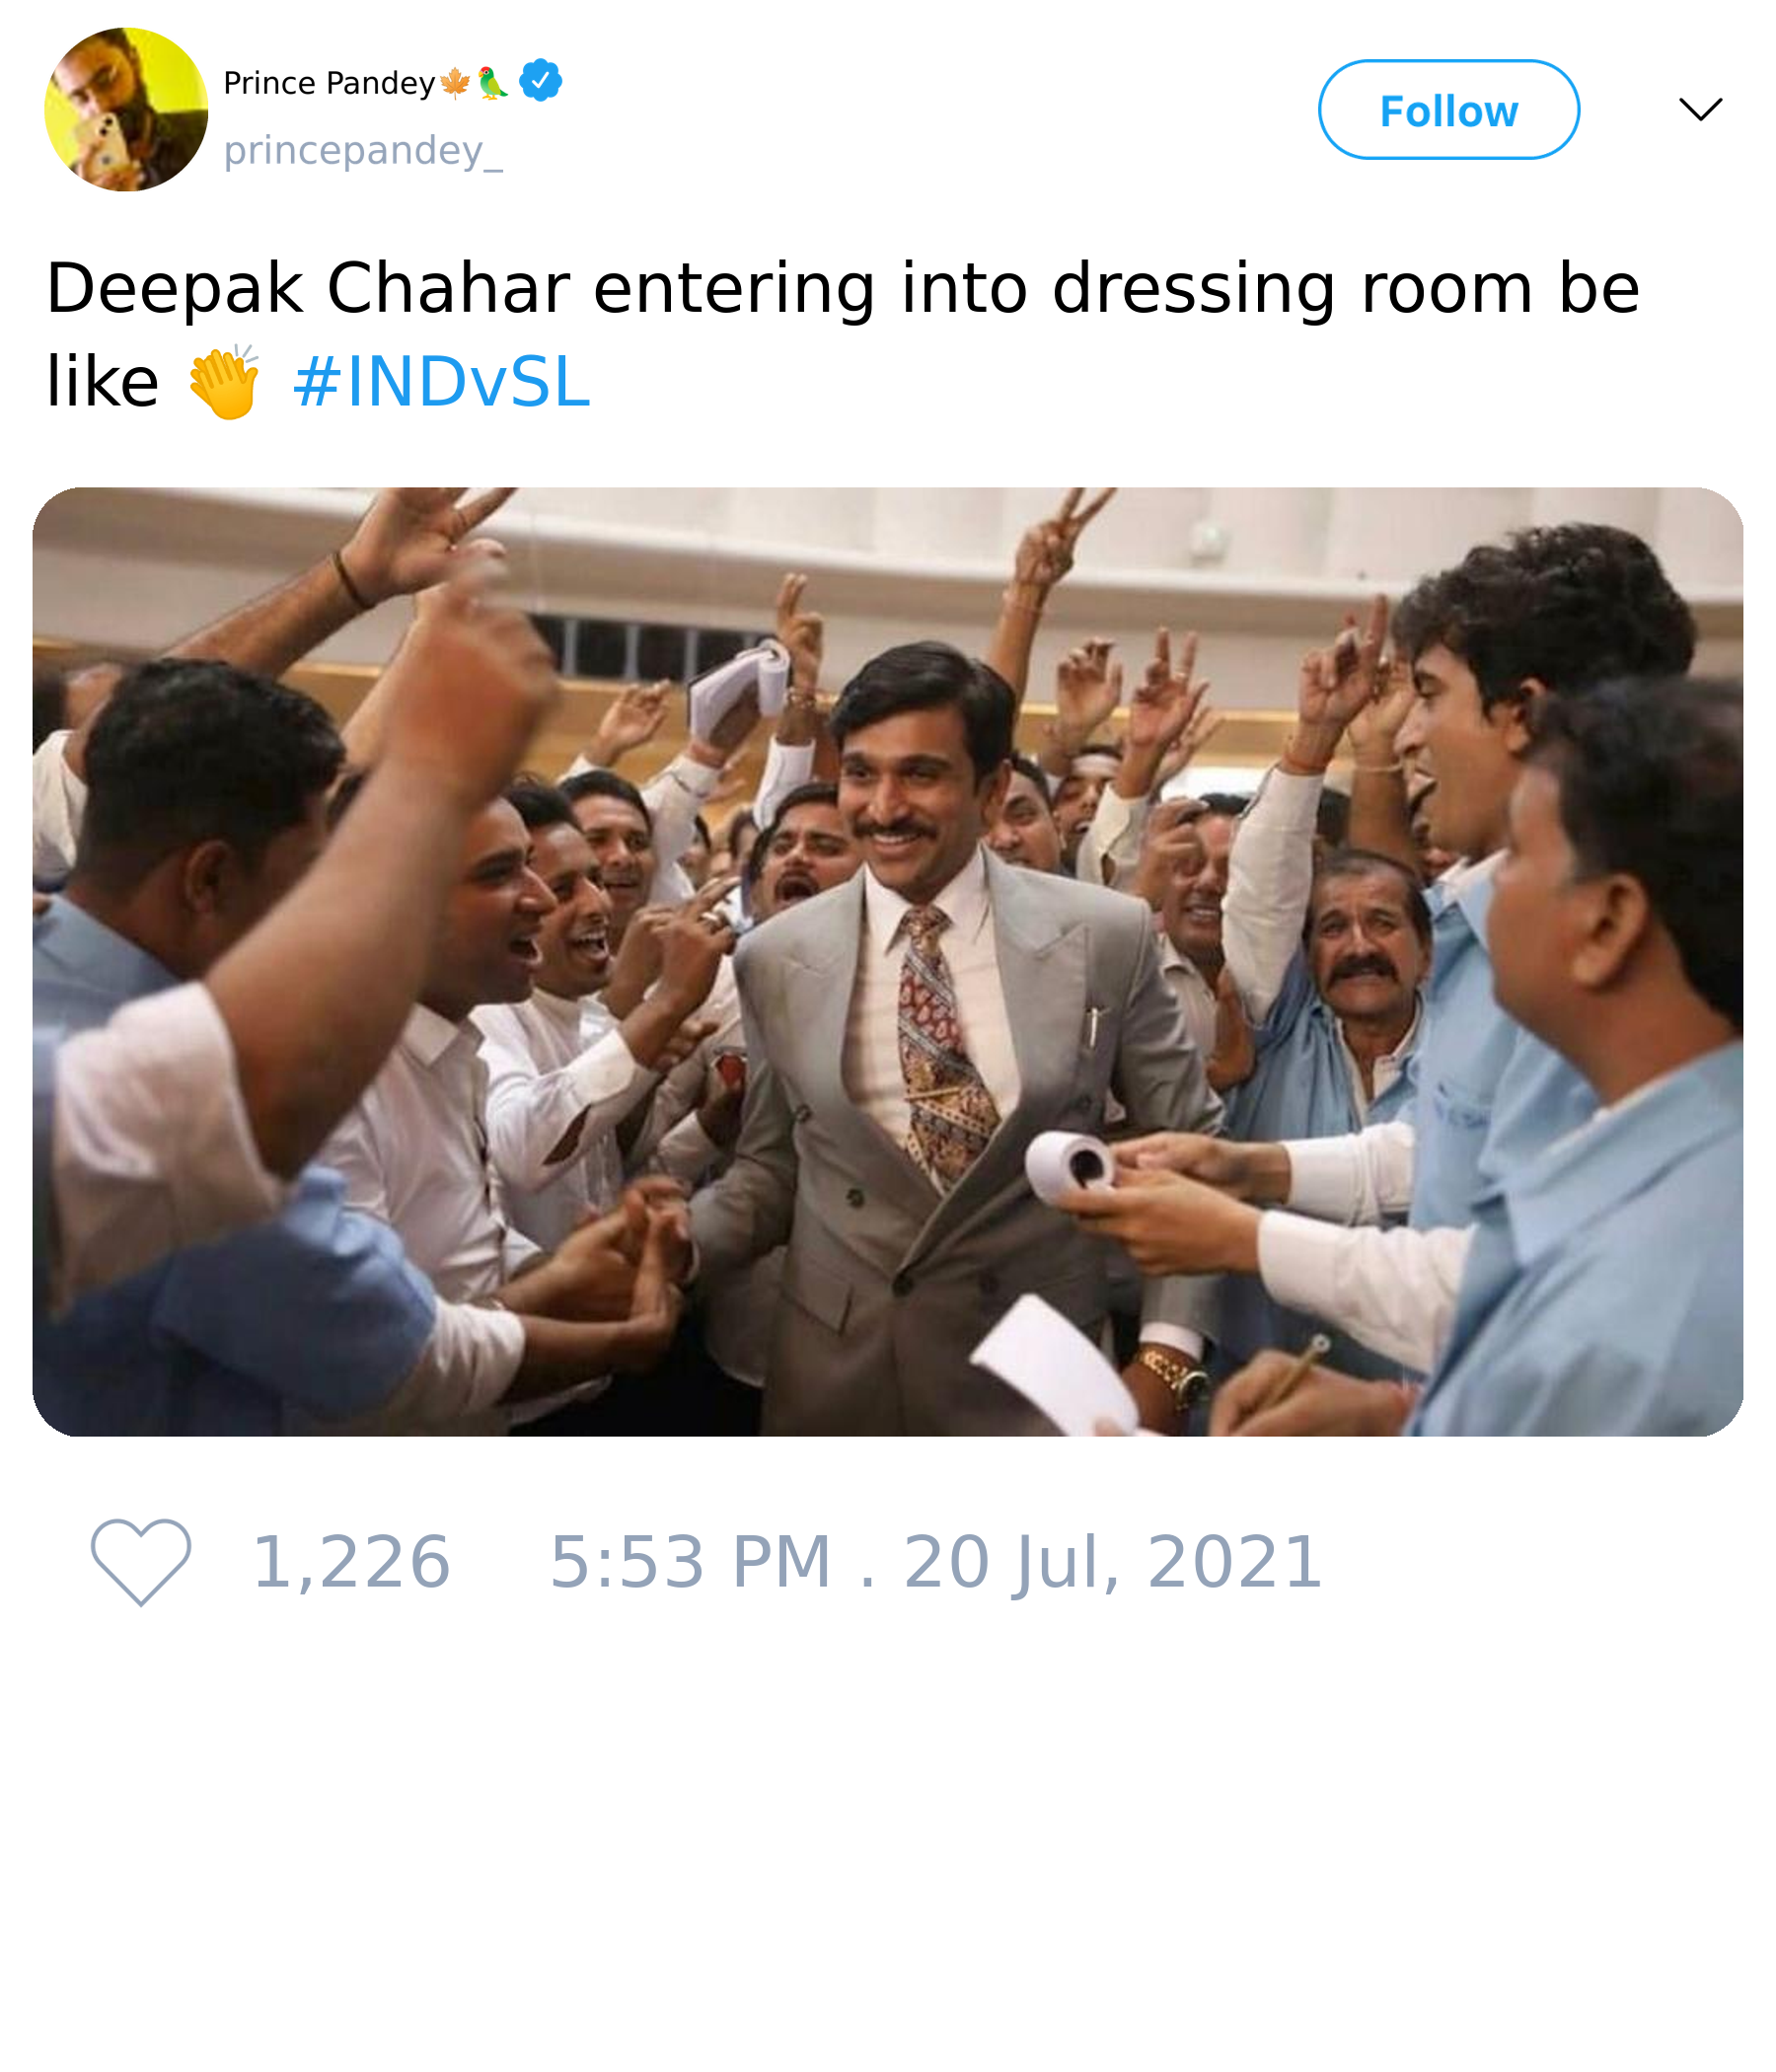 Prince Pandey🍁🦜
princepandey_
Follow
Deepak Chahar entering into dressing room be
like 👏 #INDvSL
1,226 5:53 PM . 20 Jul, 2021